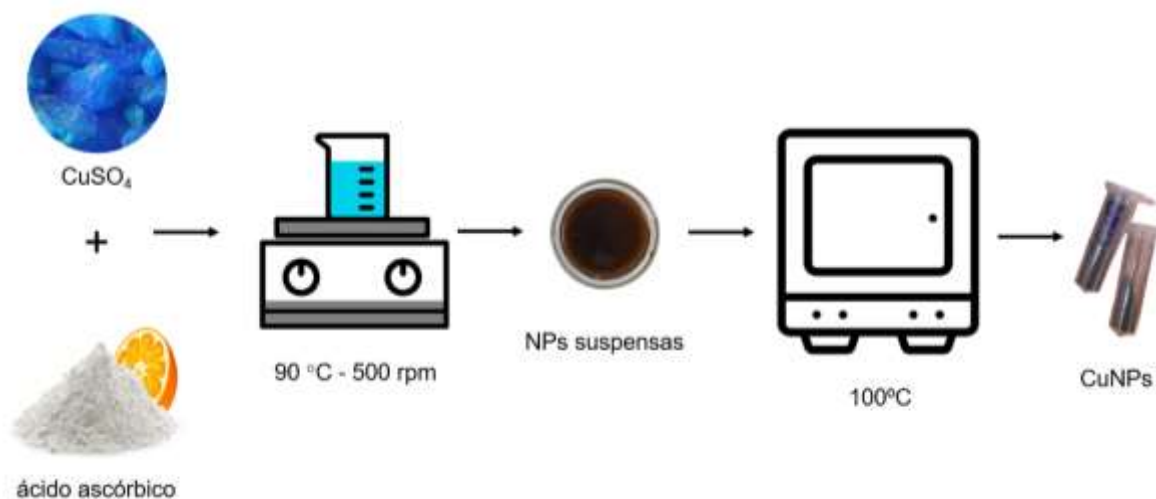 CuSO₄
+
ácido ascórbico
90 °C - 500 rpm
NPs suspensas
100ºC
CuNPs